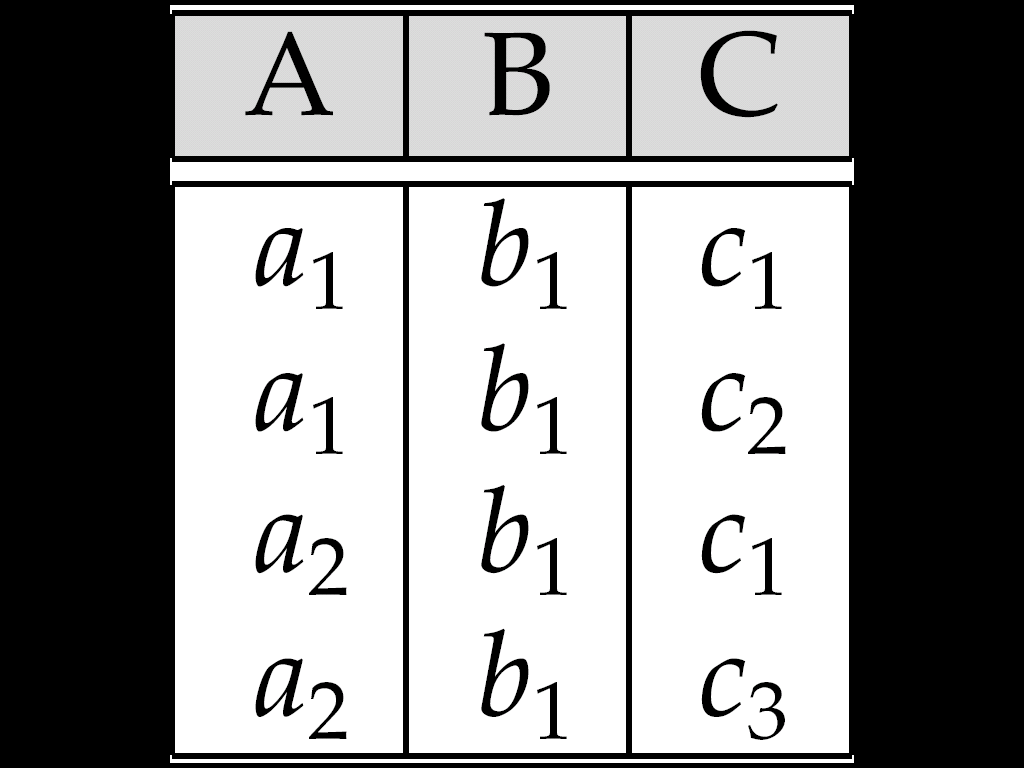 A B C
a₁ b₁ c₁
a₁ b₁ c₂
a₂ b₁ c₁
a₂ b₁ c₃